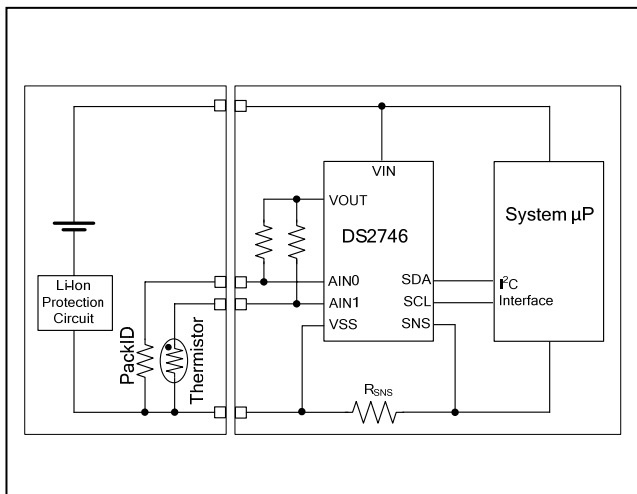 VIN
VOUT
DS2746
System µP
AIN0
SDA
I²C
Interface
AIN1
SCL
VSS
SNS
Li-Ion
Protection
Circuit
PackID
Thermistor
RSNS